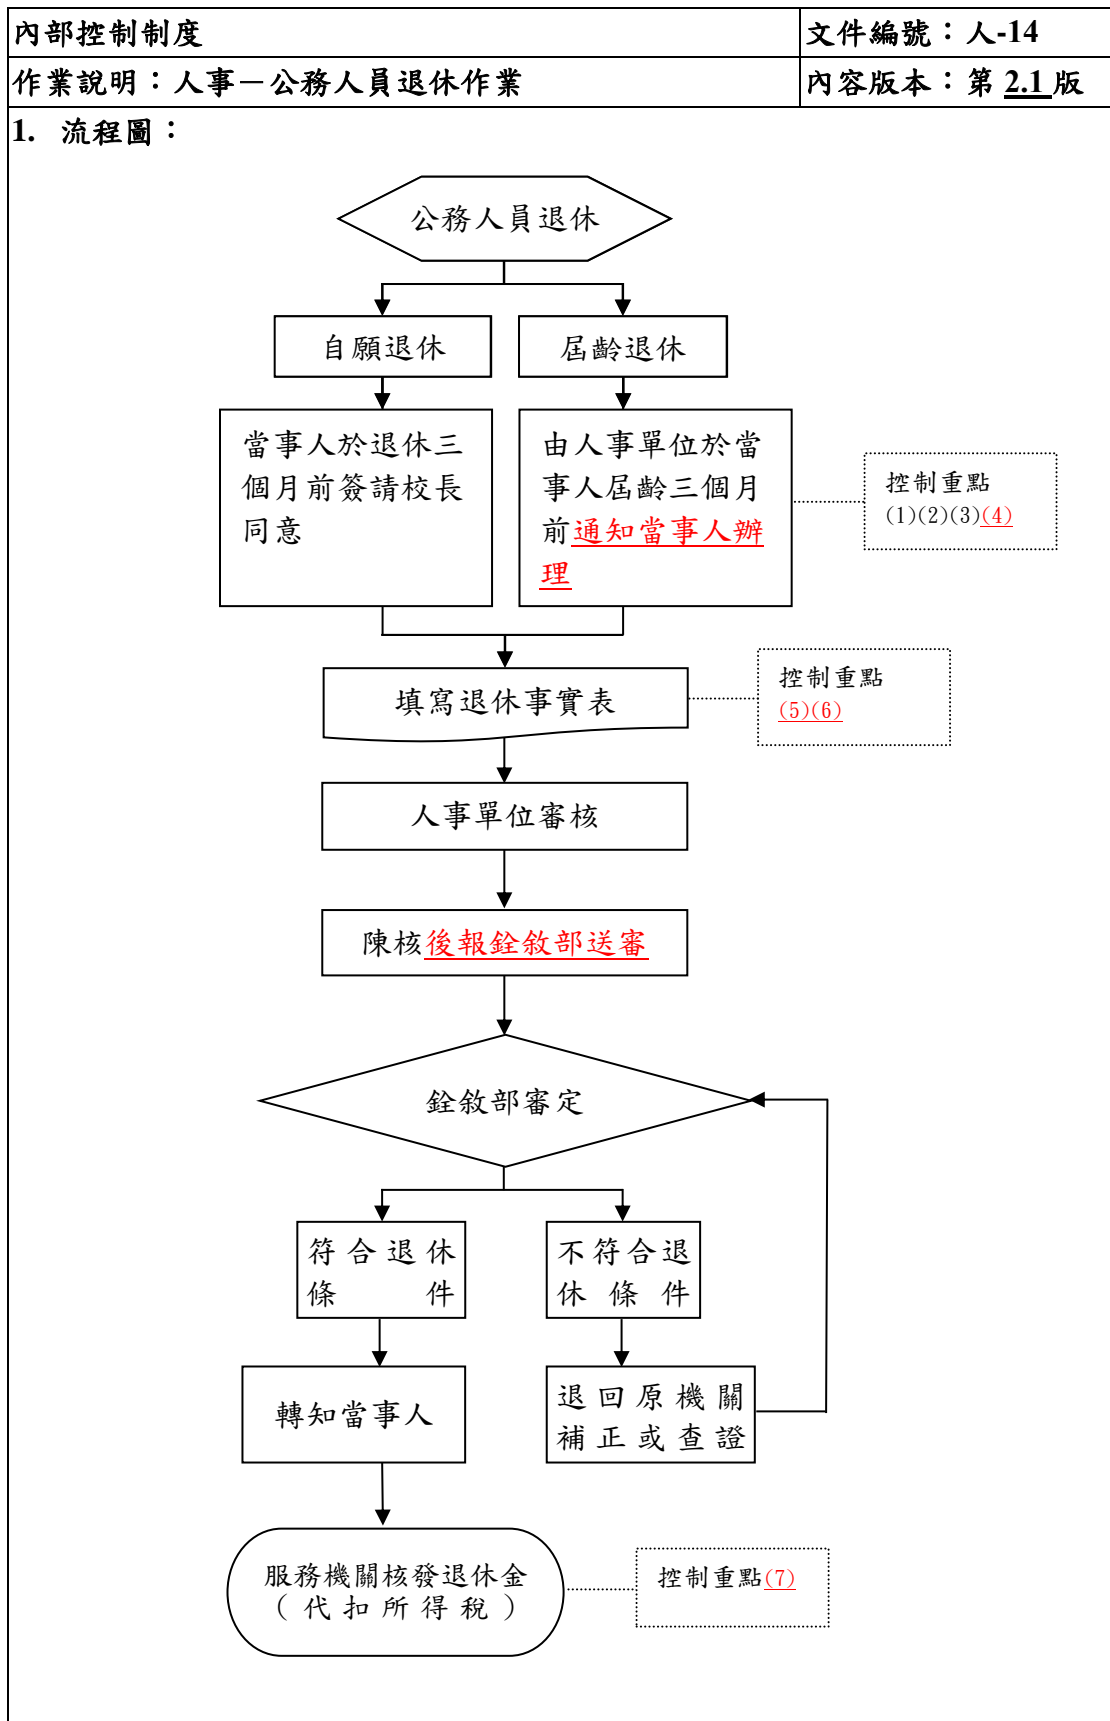 內部控制制度
文件編號：人-14
作業說明：人事－公務人員退休作業
內容版本：第 2.1 版
1. 流程圖：
公務人員退休
自願退休
屆齡退休
當事人於退休三
個月前簽請校長
同意
由人事單位於當
事人屆齡三個月
前通知當事人辦
理
控制重點
(1)(2)(3)(4)
填寫退休事實表
控制重點
(5)(6)
人事單位審核
陳核後報銓敘部送審
銓敘部審定
符合退休
條件
不符合退
休條件
轉知當事人
退回原機關
補正或查證
服務機關核發退休金
（代扣所得稅）
控制重點(7)